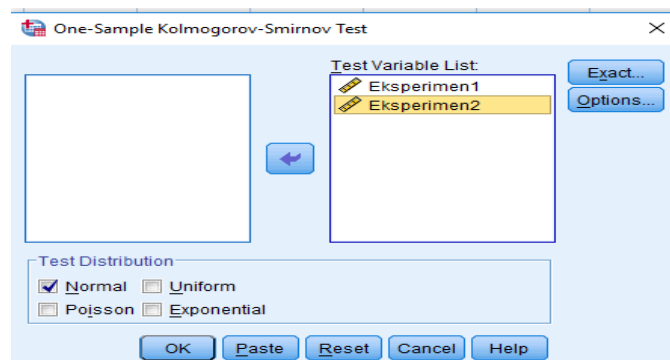 One-Sample Kolmogorov-Smirnov Test
Test Variable List:
Eksperimen1
Eksperimen2
Exact...
Options...
Test Distribution
Normal Uniform
Poisson Exponential
OK Paste Reset Cancel Help